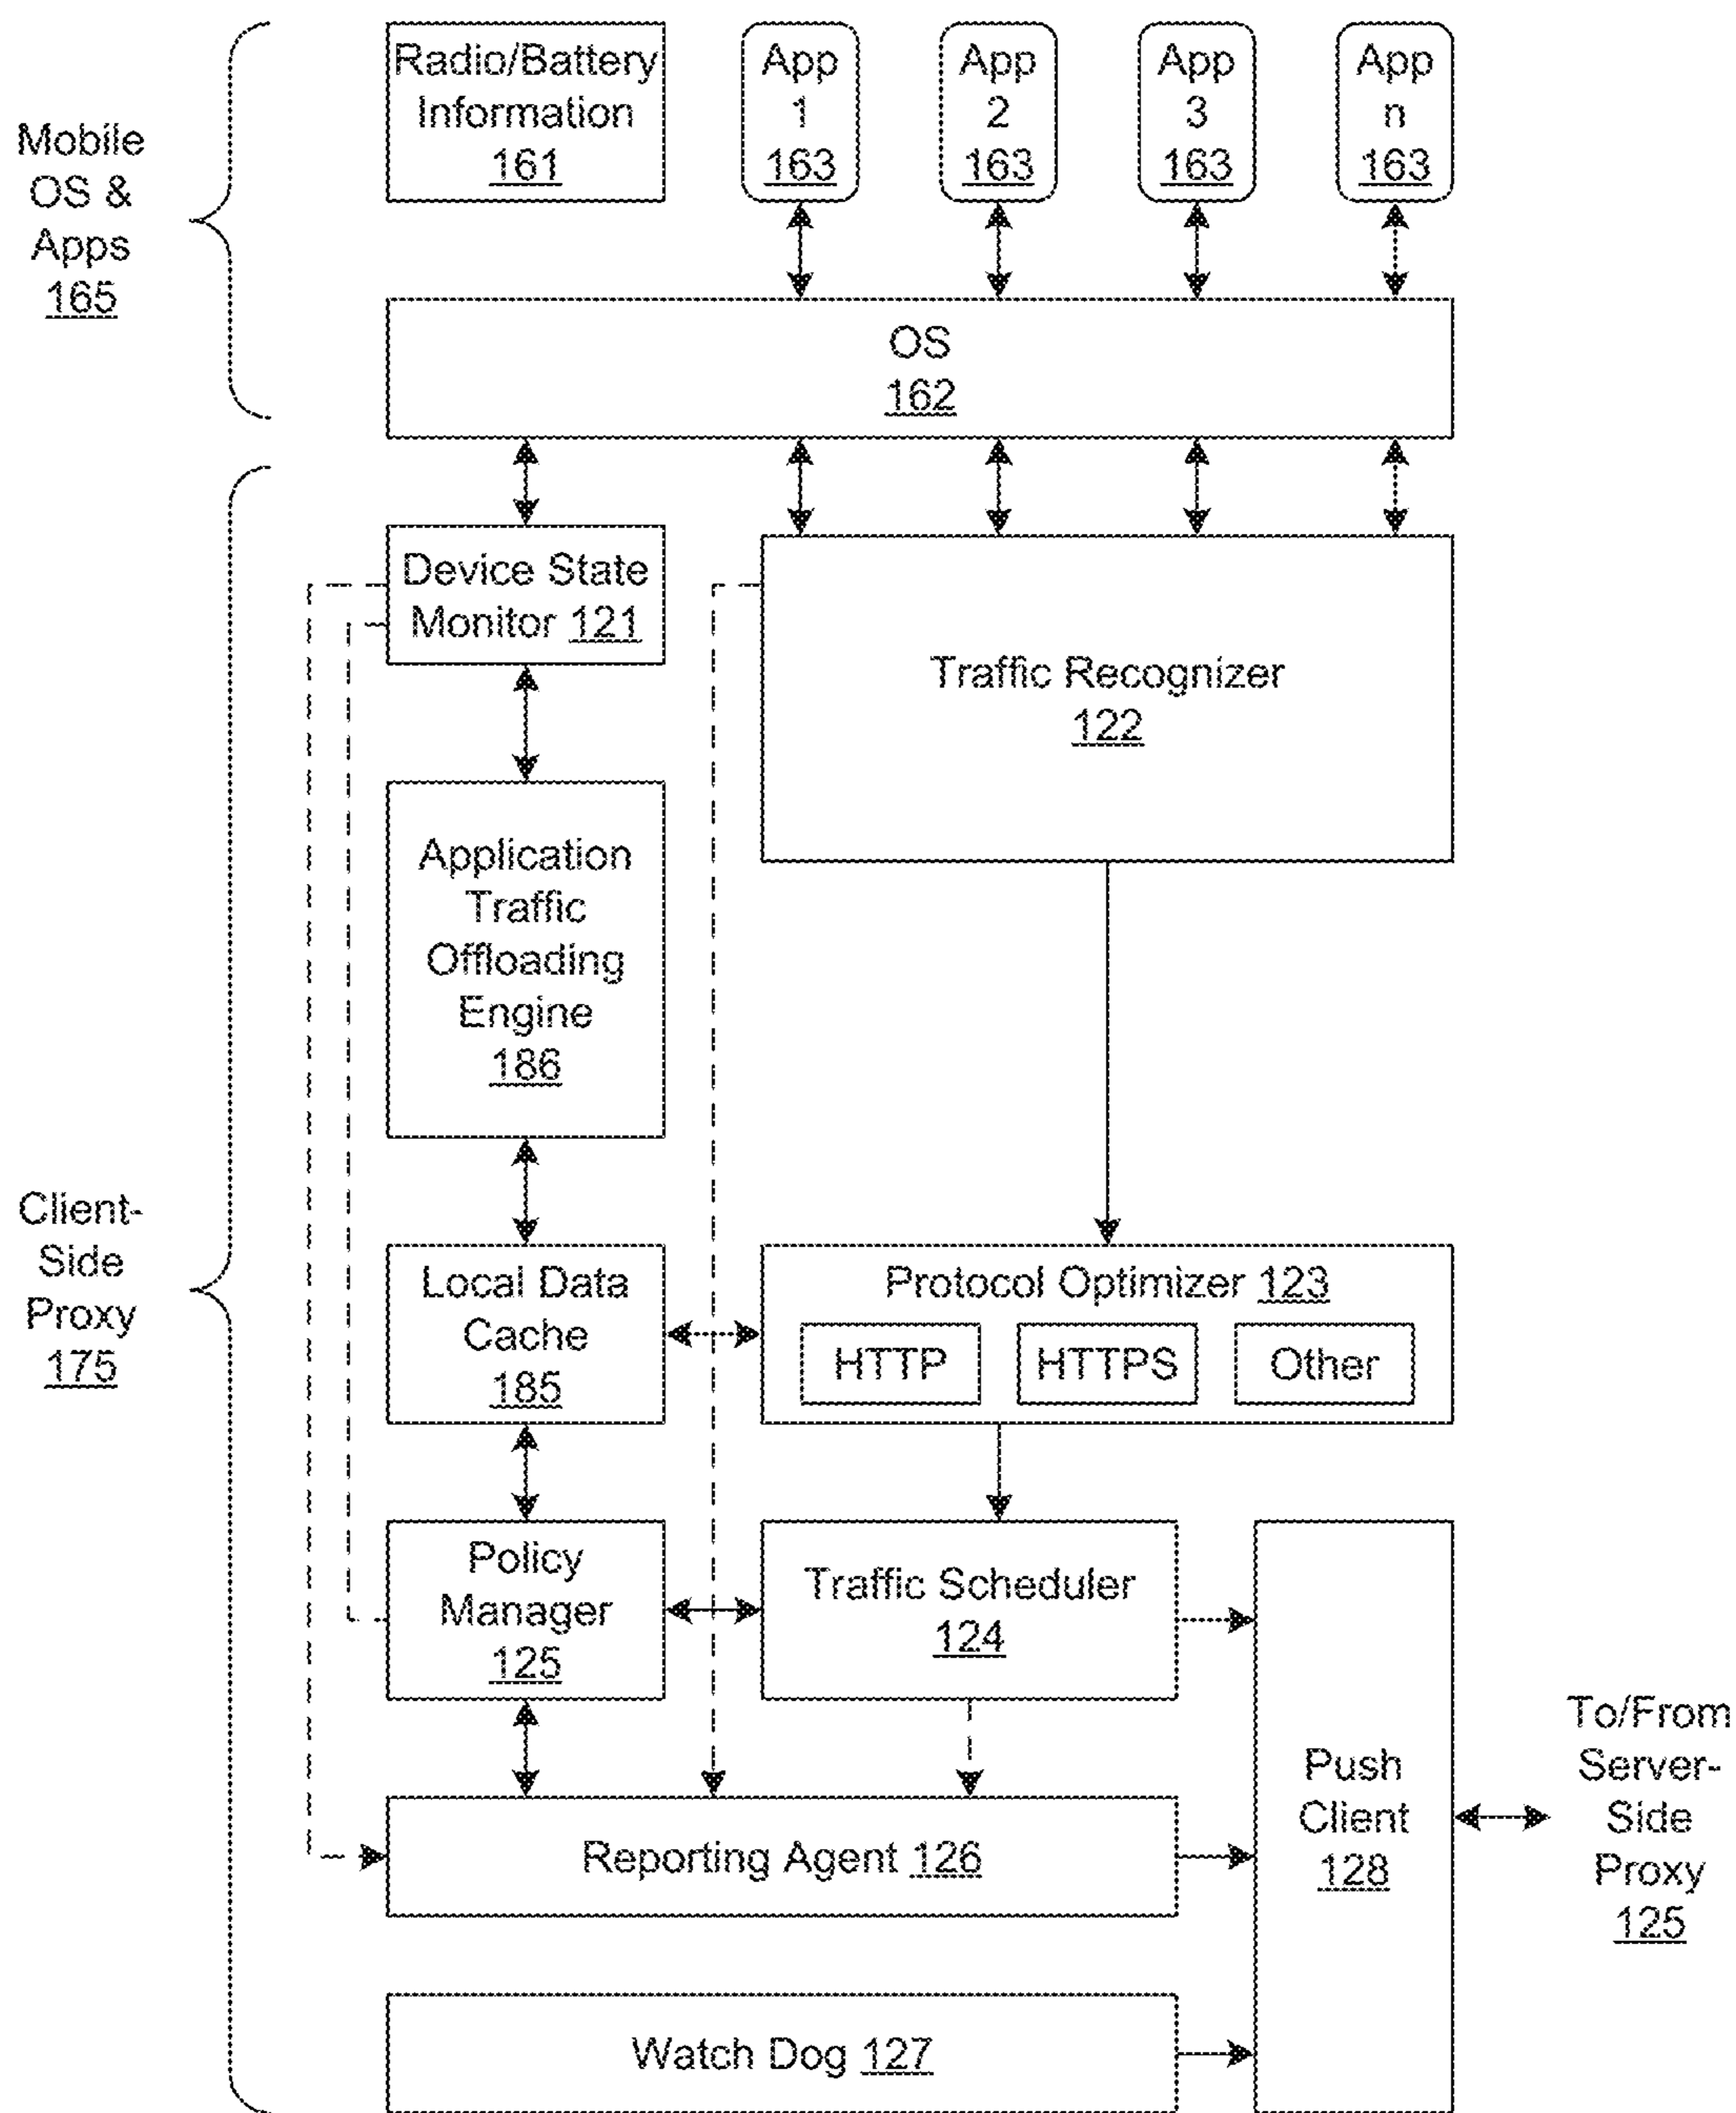 Mobile
OS &
Apps
165
Radio/Battery
Information
161
App
1
163
App
2
163
App
3
163
App
n
163
OS
162
Client-
Side
Proxy
175
Device State
Monitor 121
Traffic Recognizer
122
Application
Traffic
Offloading
Engine
186
Local Data
Cache
185
Protocol Optimizer 123
HTTP
HTTPS
Other
Policy
Manager
125
Traffic Scheduler
124
Reporting Agent 126
Watch Dog 127
Push
Client
128
To/From
Server-
Side
Proxy
125